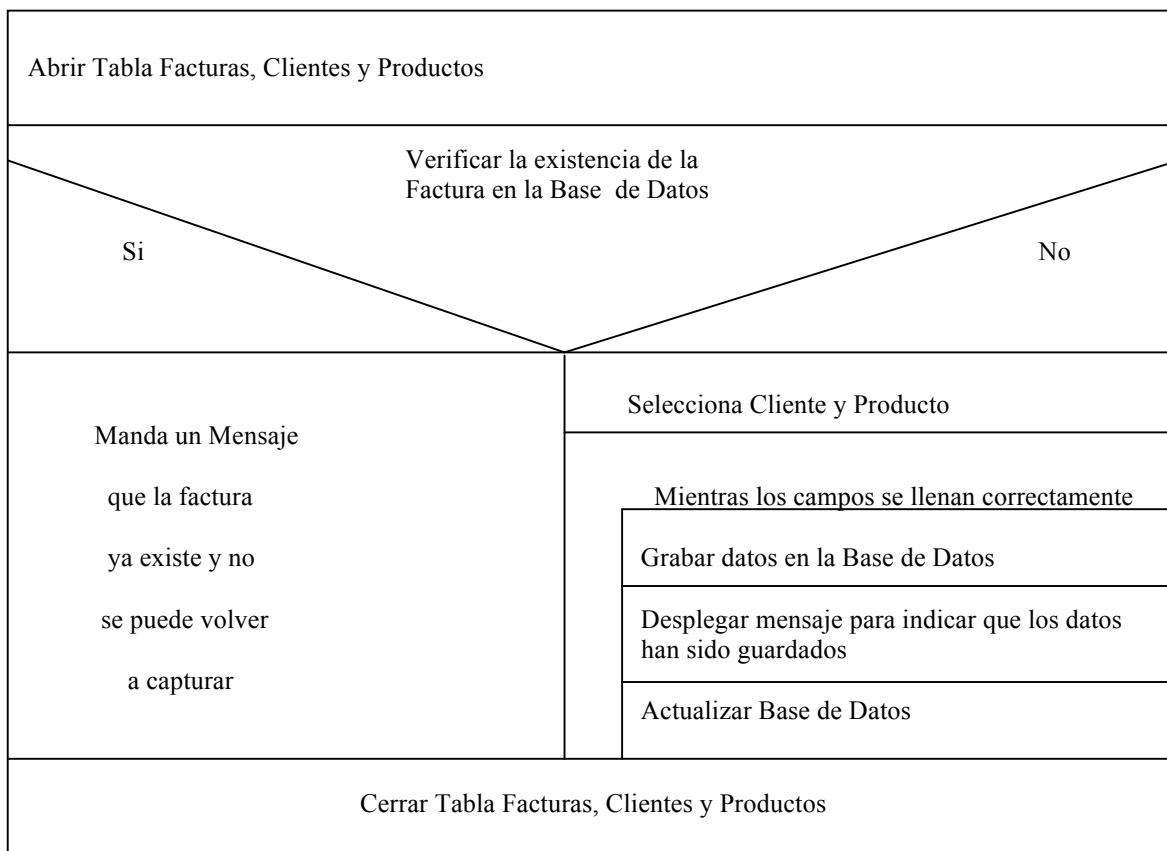 Abrir Tabla Facturas, Clientes y Productos
Verificar la existencia de la
Factura en la Base de Datos
Si
No
Manda un Mensaje
que la factura
ya existe y no
se puede volver
a capturar
Selecciona Cliente y Producto
Mientras los campos se llenan correctamente
Grabar datos en la Base de Datos
Desplegar mensaje para indicar que los datos
han sido guardados
Actualizar Base de Datos
Cerrar Tabla Facturas, Clientes y Productos